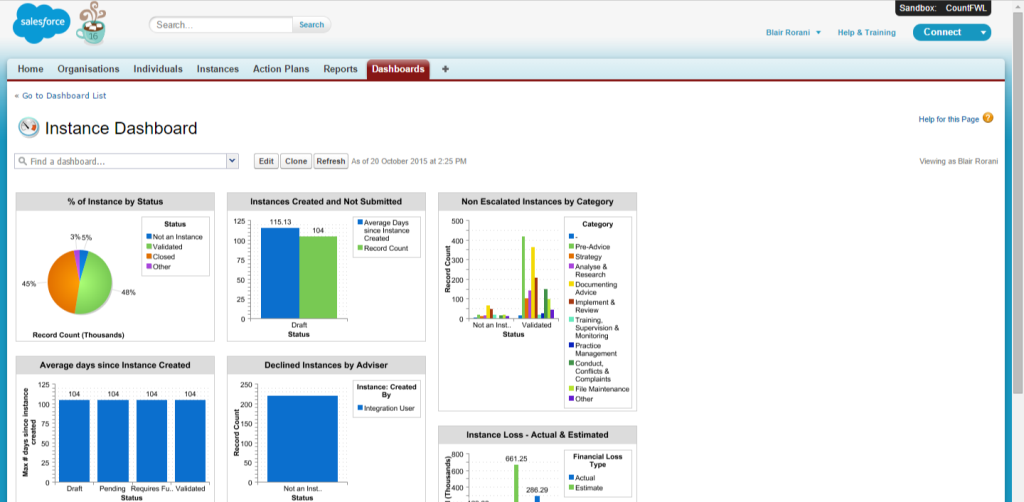 Sandbox: CountFWL
salesforce
16
Search...
Search
Blair Rorani
Help & Training
Connect
Home Organisations Individuals Instances Action Plans Reports Dashboards +
« Go to Dashboard List
Instance Dashboard
Help for this Page ?
Find a dashboard...
Edit Clone Refresh As of 20 October 2015 at 2:25 PM
Viewing as Blair Rorani
% of Instance by Status
Status
Not an Instance
Validated
Closed
Other
3% 5%
45%
48%
Record Count (Thousands)
Instances Created and Not Submitted
125
100
75
50
25
0
115.13
104
Draft
Status
Average Days
since Instance
Created
Record Count
Non Escalated Instances by Category
Record Count
500
400
300
200
100
0
Not an Inst.. Validated
Status
Category
-
Pre-Advice
Strategy
Analyse &
Research
Documenting
Advice
Implement &
Review
Training,
Supervision &
Monitoring
Practice
Management
Conduct,
Conflicts &
Complaints
File Maintenance
Other
Average days since Instance Created
Max # days since instance
created
125
100
75
50
25
0
104 104 104 104
Draft Pending Requires Fu.. Validated
Status
Declined Instances by Adviser
Record Count
250
200
150
100
50
0
Not an Inst..
Status
Instance: Created
By
Integration User
Instance Loss - Actual & Estimated
(Thousands)
800
600
400
661.25
286.29
Financial Loss
Type
Actual
Estimate